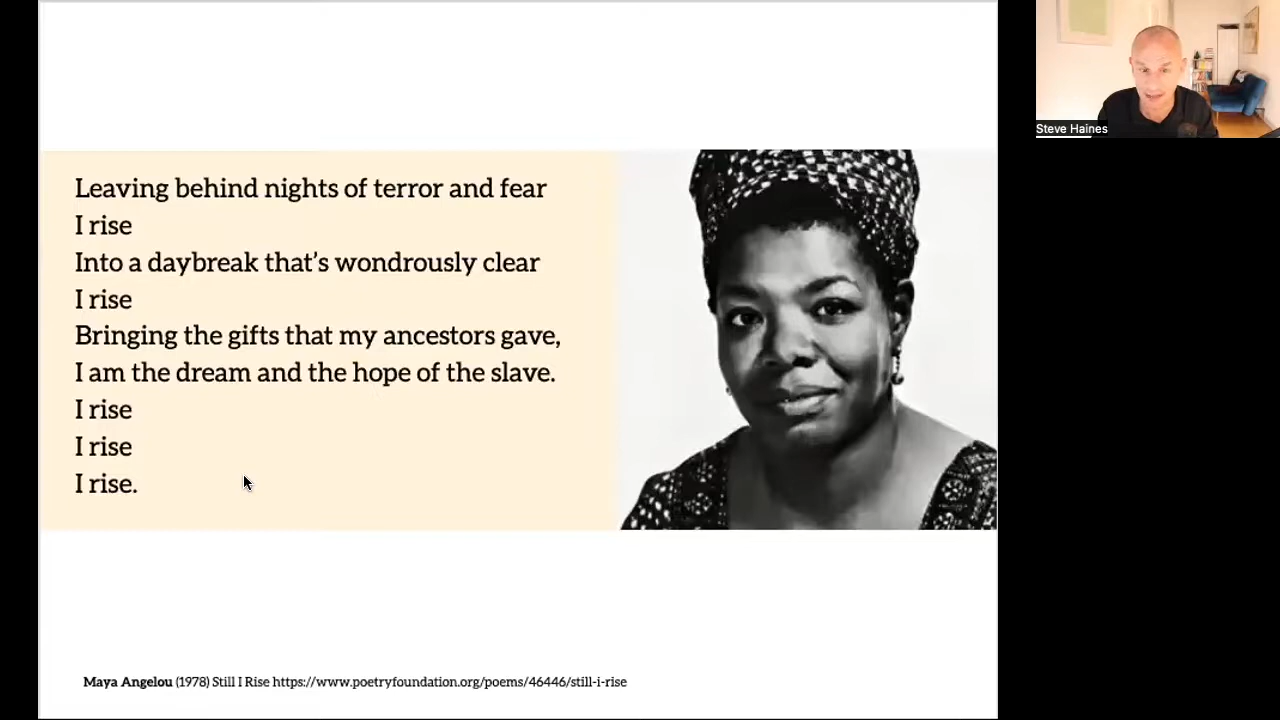 Leaving behind nights of terror and fear
I rise
Into a daybreak that’s wondrously clear
I rise
Bringing the gifts that my ancestors gave,
I am the dream and the hope of the slave.
I rise
I rise
I rise.
Maya Angelou (1978) Still I Rise https://www.poetryfoundation.org/poems/46446/still-i-rise
Steve Haines